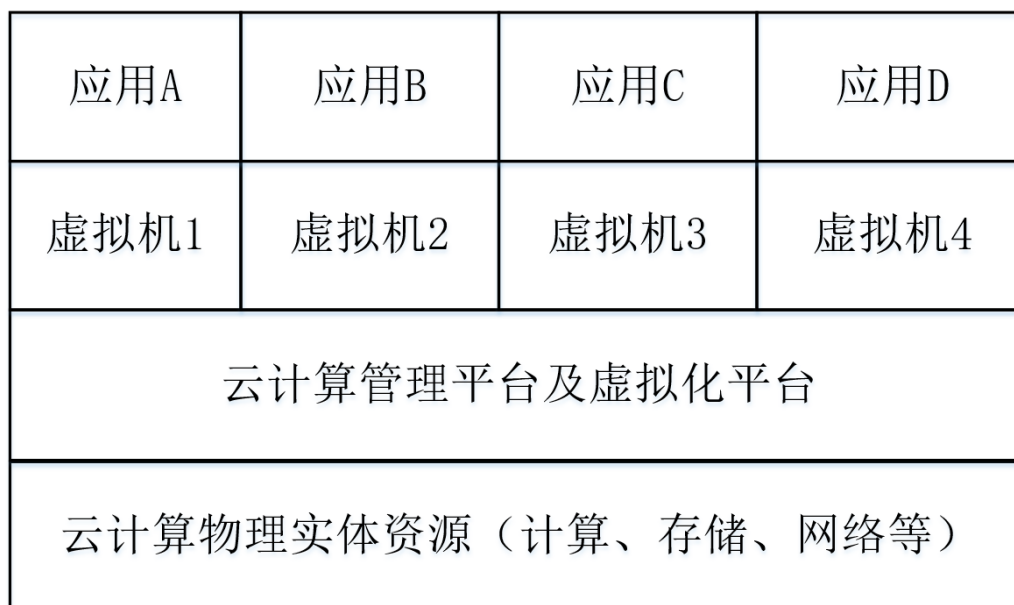 应用A 应用B 应用C 应用D
虚拟机1 虚拟机2 虚拟机3 虚拟机4
云计算管理平台及虚拟化平台
云计算物理实体资源（计算、存储、网络等）